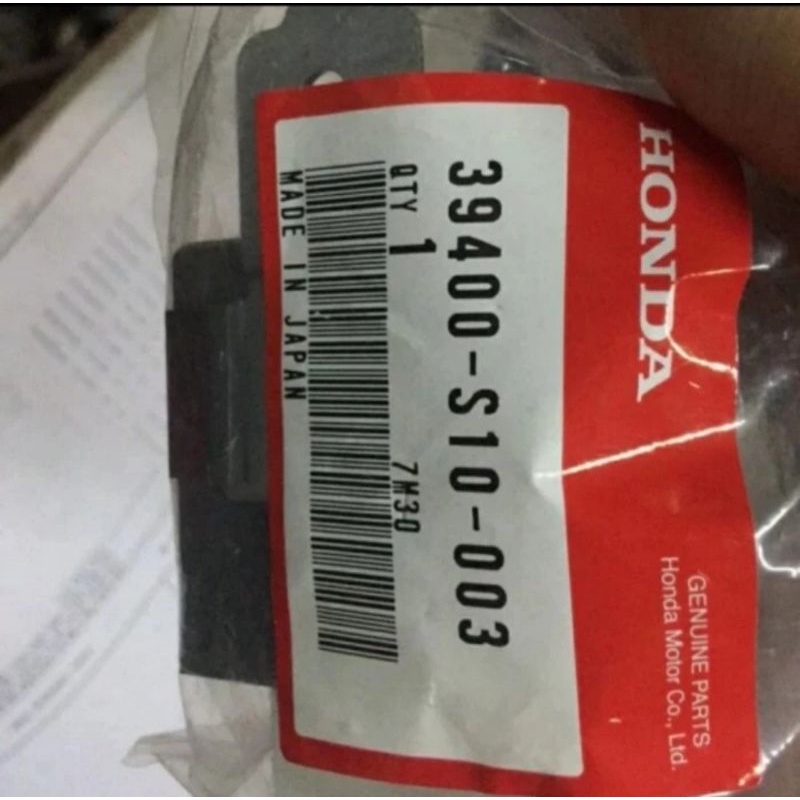 HONDA
GENUINE PARTS
Honda Motor Co., Ltd.
39400-S10-003
QTY 1 7M30
MADE IN JAPAN